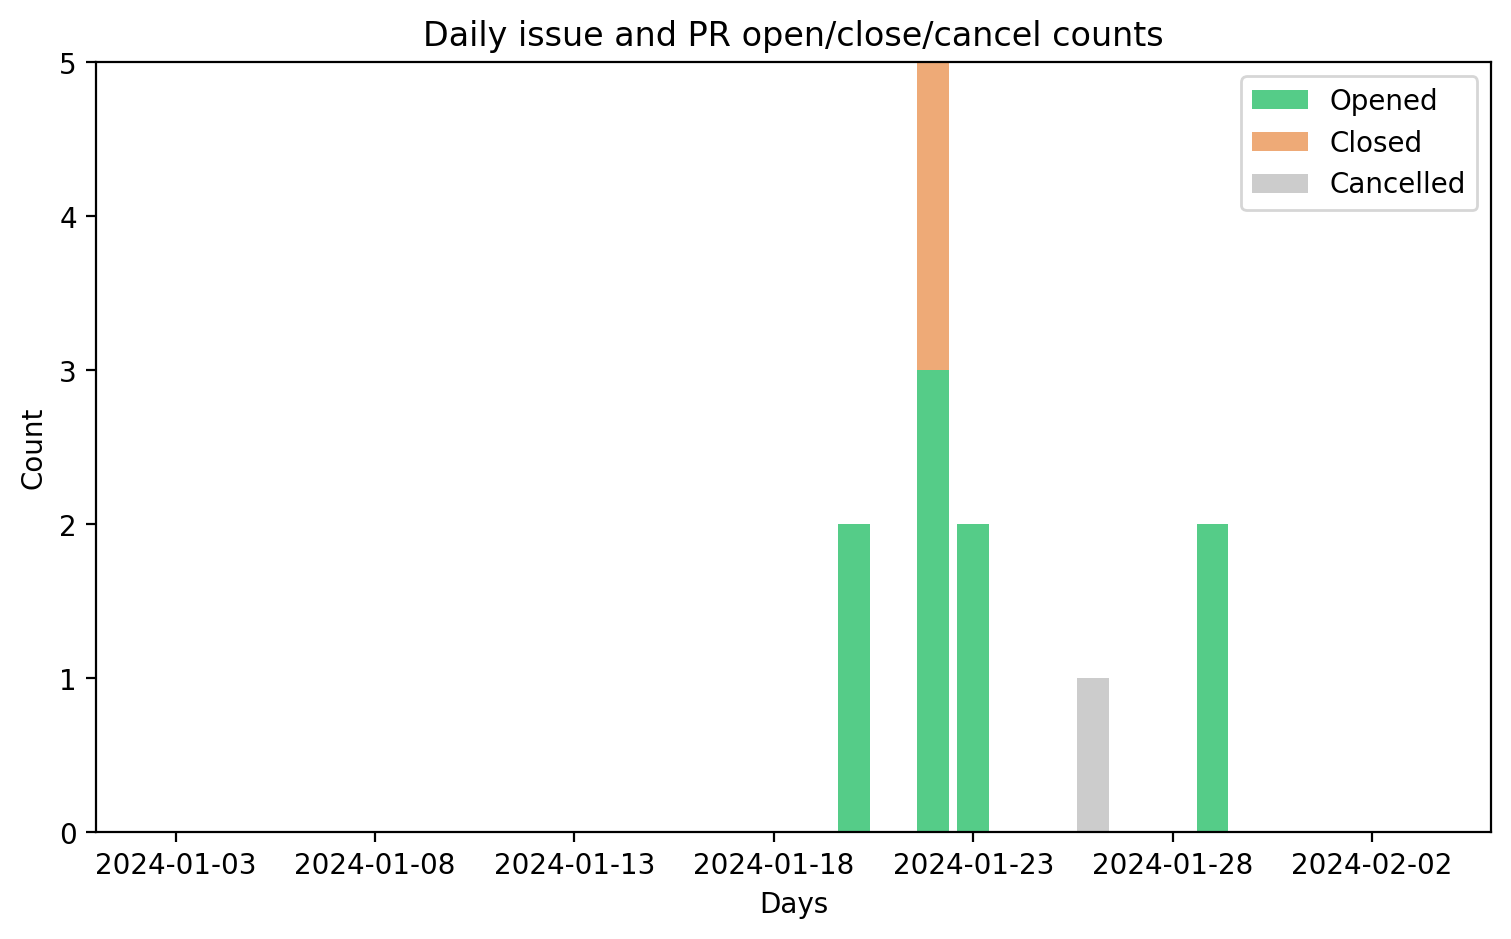 Daily issue and PR open/close/cancel counts
Opened
Closed
Cancelled
5
4
3
2
1
0
Count
2024-01-03 2024-01-08 2024-01-13 2024-01-18 2024-01-23 2024-01-28 2024-02-02
Days